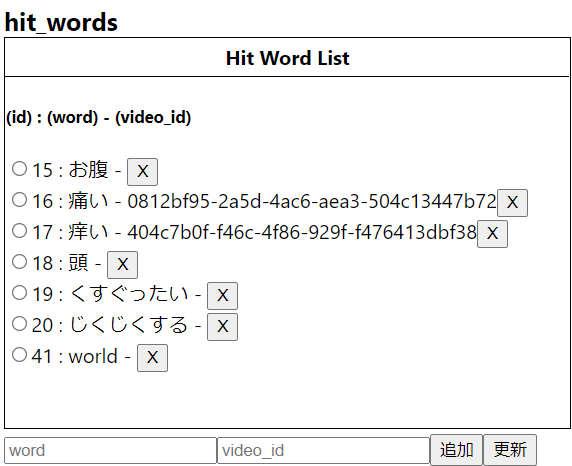 hit_words
Hit Word List
(id) : (word) - (video_id)
15 : お腹 - X
16 : 痛い - 0812bf95-2a5d-4ac6-aea3-504c13447b72 X
17 : 痒い - 404c7b0f-f46c-4f86-929f-f476413dbf38 X
18 : 頭 - X
19 : くすぐったい - X
20 : じくじくする - X
41 : world - X
word video_id 追加 更新